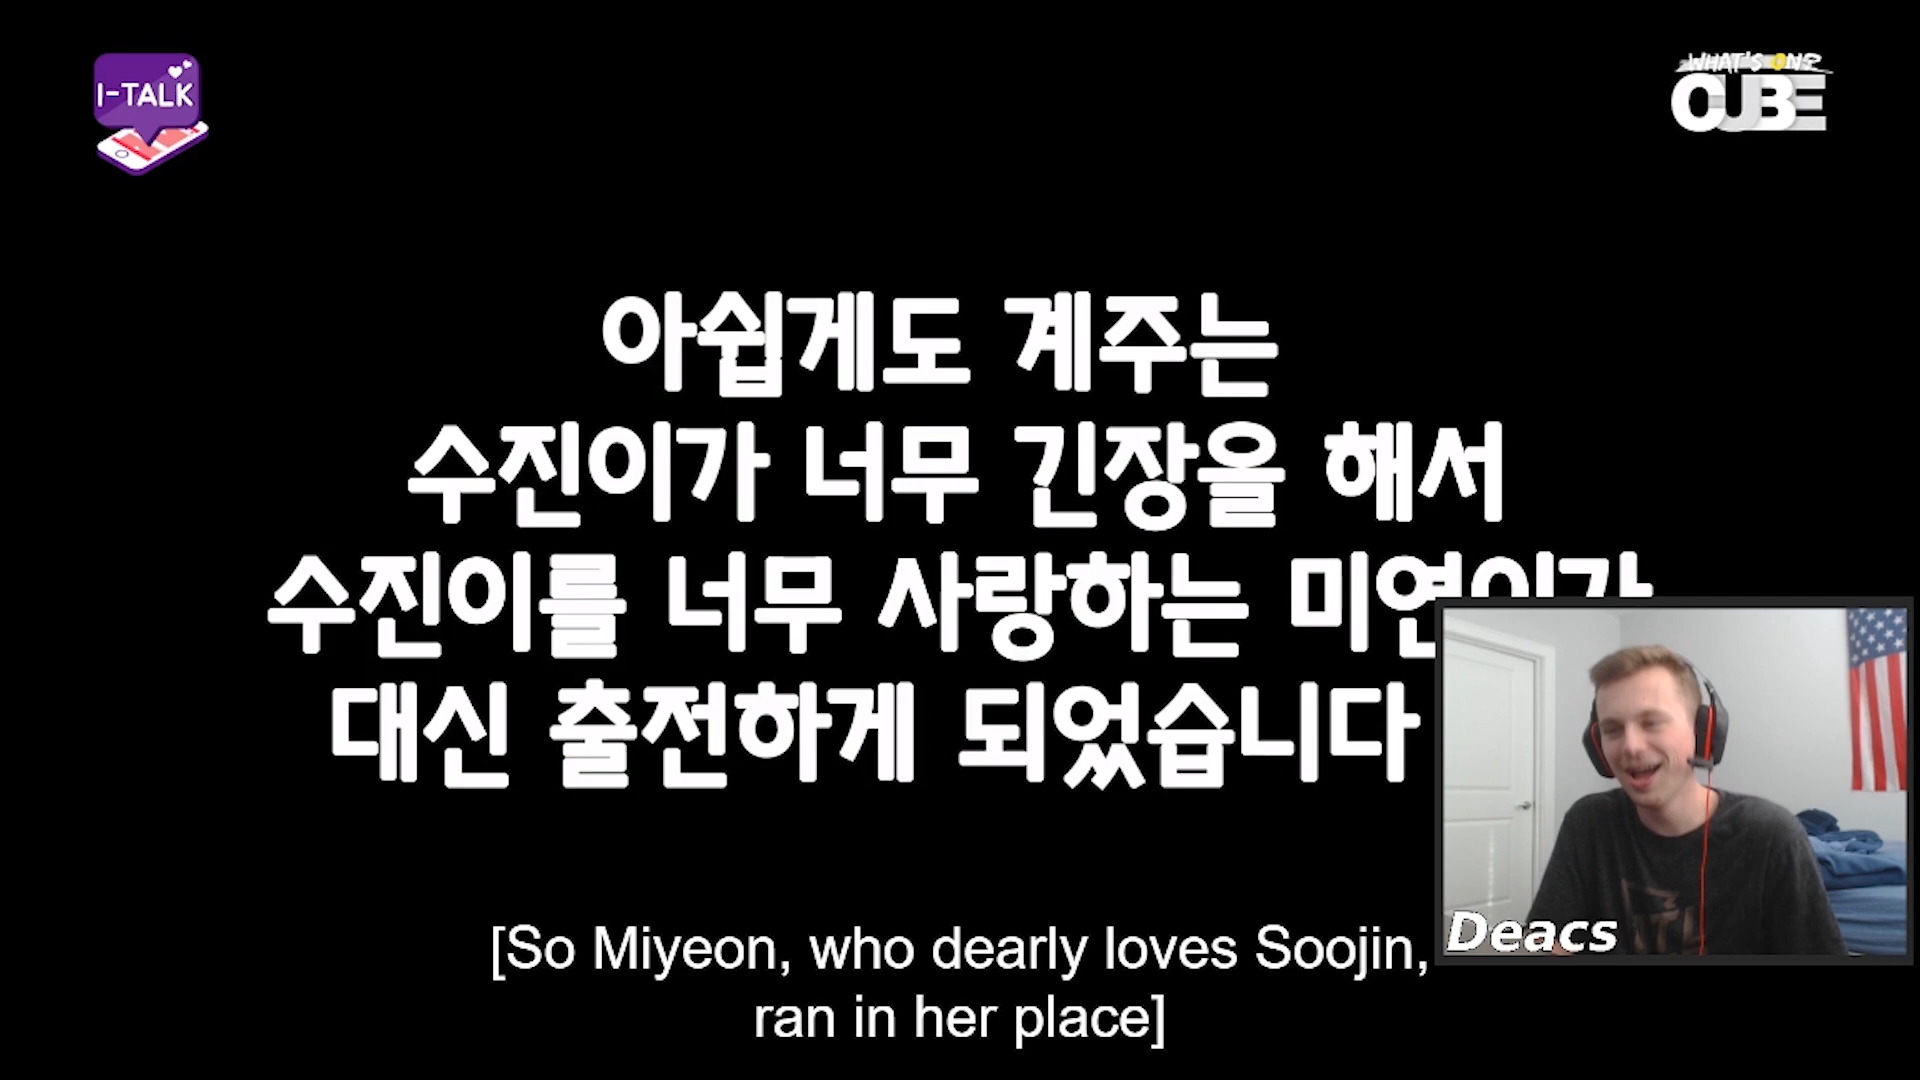 I-TALK
WHAT'S ON?
CUBE
아쉽게도 계주는
수진이가 너무 긴장을 해서
수진이를 너무 사랑하는 미연이가
대신 출전하게 되었습니다
Deacs
[So Miyeon, who dearly loves Soojin,
ran in her place]